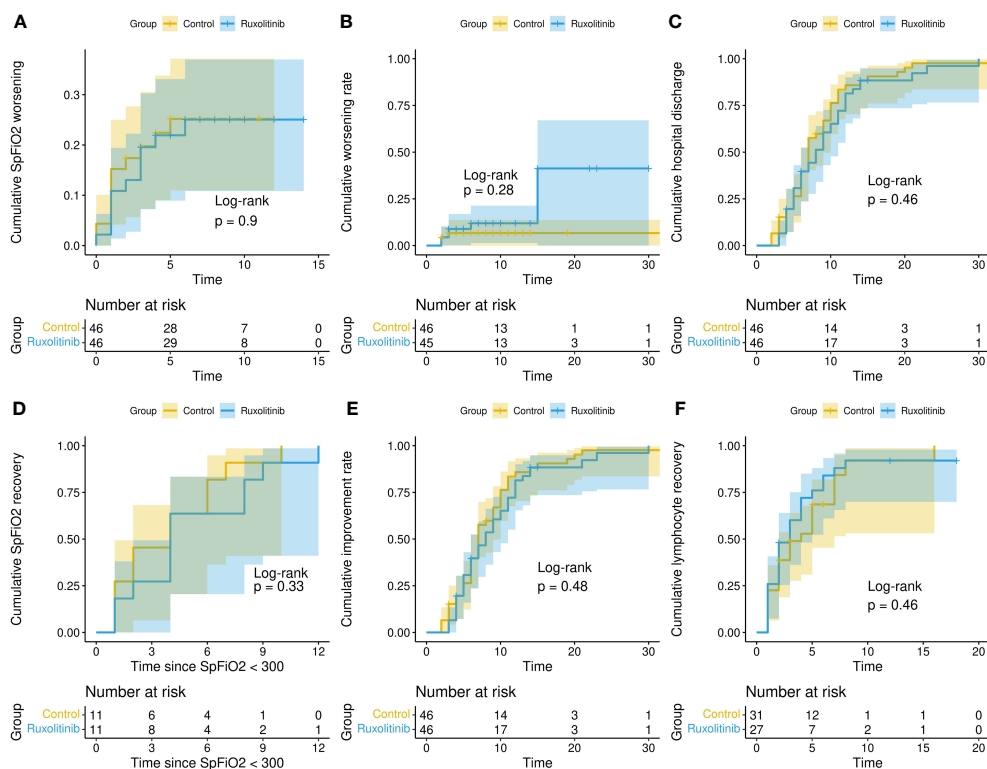 A
Group Control Ruxolitinib
Cumulative SpFiO2 worsening
0.3
0.2
0.1
0.0
Log-rank
p = 0.9
0 5 10 15
Time
Number at risk
Group
Control 46 28 7 0
Ruxolitinib 46 29 8 0
0 5 10 15
Time
B
Group Control Ruxolitinib
Cumulative worsening rate
1.00
0.75
0.50
0.25
0.00
Log-rank
p = 0.28
0 10 20 30
Time
Number at risk
Group
Control 46 13 1 1
Ruxolitinib 45 13 3 1
0 10 20 30
Time
C
Group Control Ruxolitinib
Cumulative hospital discharge
1.00
0.75
0.50
0.25
0.00
Log-rank
p = 0.46
0 10 20 30
Time
Number at risk
Group
Control 46 14 3 1
Ruxolitinib 46 17 3 1
0 10 20 30
Time
D
Group Control Ruxolitinib
Cumulative SpFiO2 recovery
1.00
0.75
0.50
0.25
0.00
Log-rank
p = 0.33
0 3 6 9 12
Time since SpFiO2 < 300
Number at risk
Group
Control 11 6 4 1 0
Ruxolitinib 11 8 4 2 1
0 3 6 9 12
Time since SpFiO2 < 300
E
Group Control Ruxolitinib
Cumulative improvement rate
1.00
0.75
0.50
0.25
0.00
Log-rank
p = 0.48
0 10 20 30
Time
Number at risk
Group
Control 46 14 3 1
Ruxolitinib 46 17 3 1
0 10 20 30
Time
F
Group Control Ruxolitinib
Cumulative lymphocyte recovery
1.00
0.75
0.50
0.25
0.00
Log-rank
p = 0.46
0 5 10 15 20
Time
Number at risk
Group
Control 31 12 1 1 0
Ruxolitinib 27 7 2 1 0
0 5 10 15 20
Time